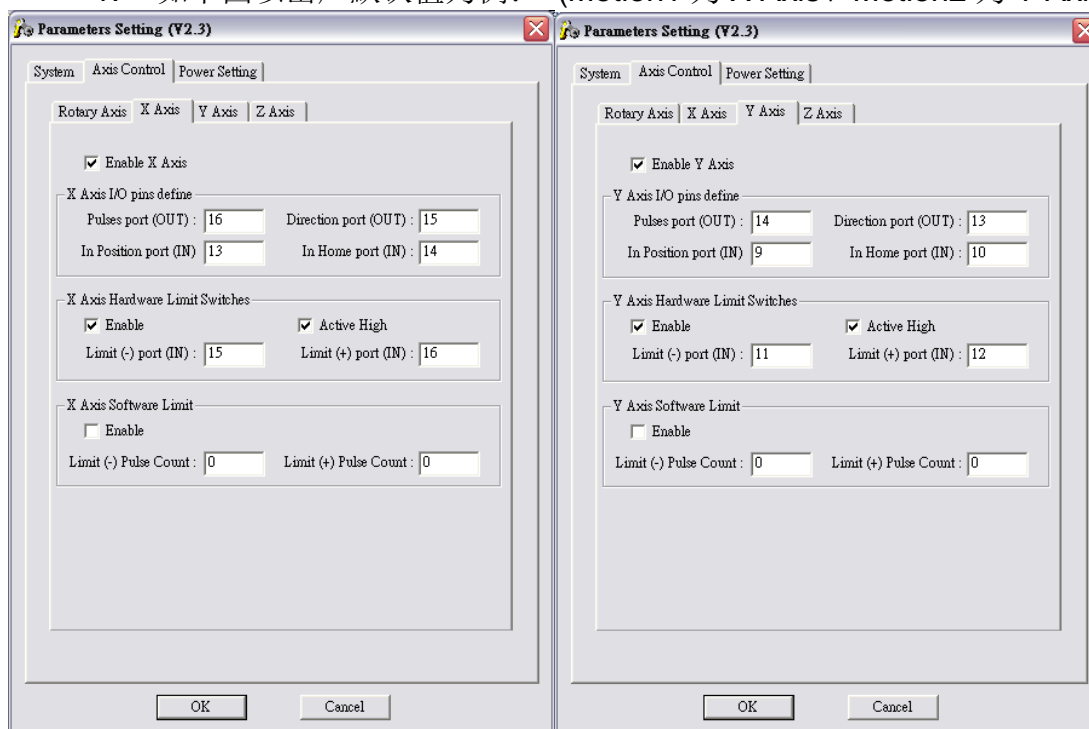 Parameters Setting (V2.3)
System Axis Control Power Setting
Rotary Axis X Axis Y Axis Z Axis
Enable X Axis
X Axis I/O pins define
Pulses port (OUT) : 16 Direction port (OUT) : 15
In Position port (IN) 13 In Home port (IN) : 14
X Axis Hardware Limit Switches
Enable Active High
Limit (-) port (IN) : 15 Limit (+) port (IN) : 16
X Axis Software Limit
Enable
Limit (-) Pulse Count : 0 Limit (+) Pulse Count : 0
OK Cancel
Parameters Setting (V2.3)
System Axis Control Power Setting
Rotary Axis X Axis Y Axis Z Axis
Enable Y Axis
Y Axis I/O pins define
Pulses port (OUT) : 14 Direction port (OUT) : 13
In Position port (IN) 9 In Home port (IN) : 10
Y Axis Hardware Limit Switches
Enable Active High
Limit (-) port (IN) : 11 Limit (+) port (IN) : 12
Y Axis Software Limit
Enable
Limit (-) Pulse Count : 0 Limit (+) Pulse Count : 0
OK Cancel